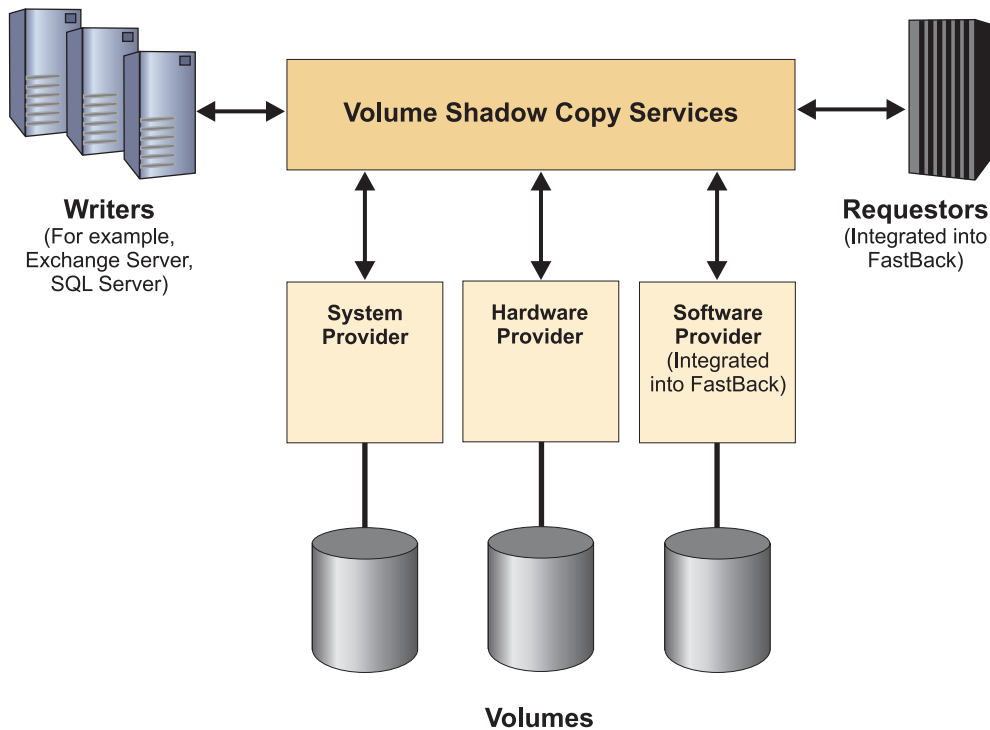 Volume Shadow Copy Services
Writers
(For example,
Exchange Server,
SQL Server)
Requestors
(Integrated into
FastBack)
System
Provider
Hardware
Provider
Software
Provider
(Integrated
into FastBack)
Volumes